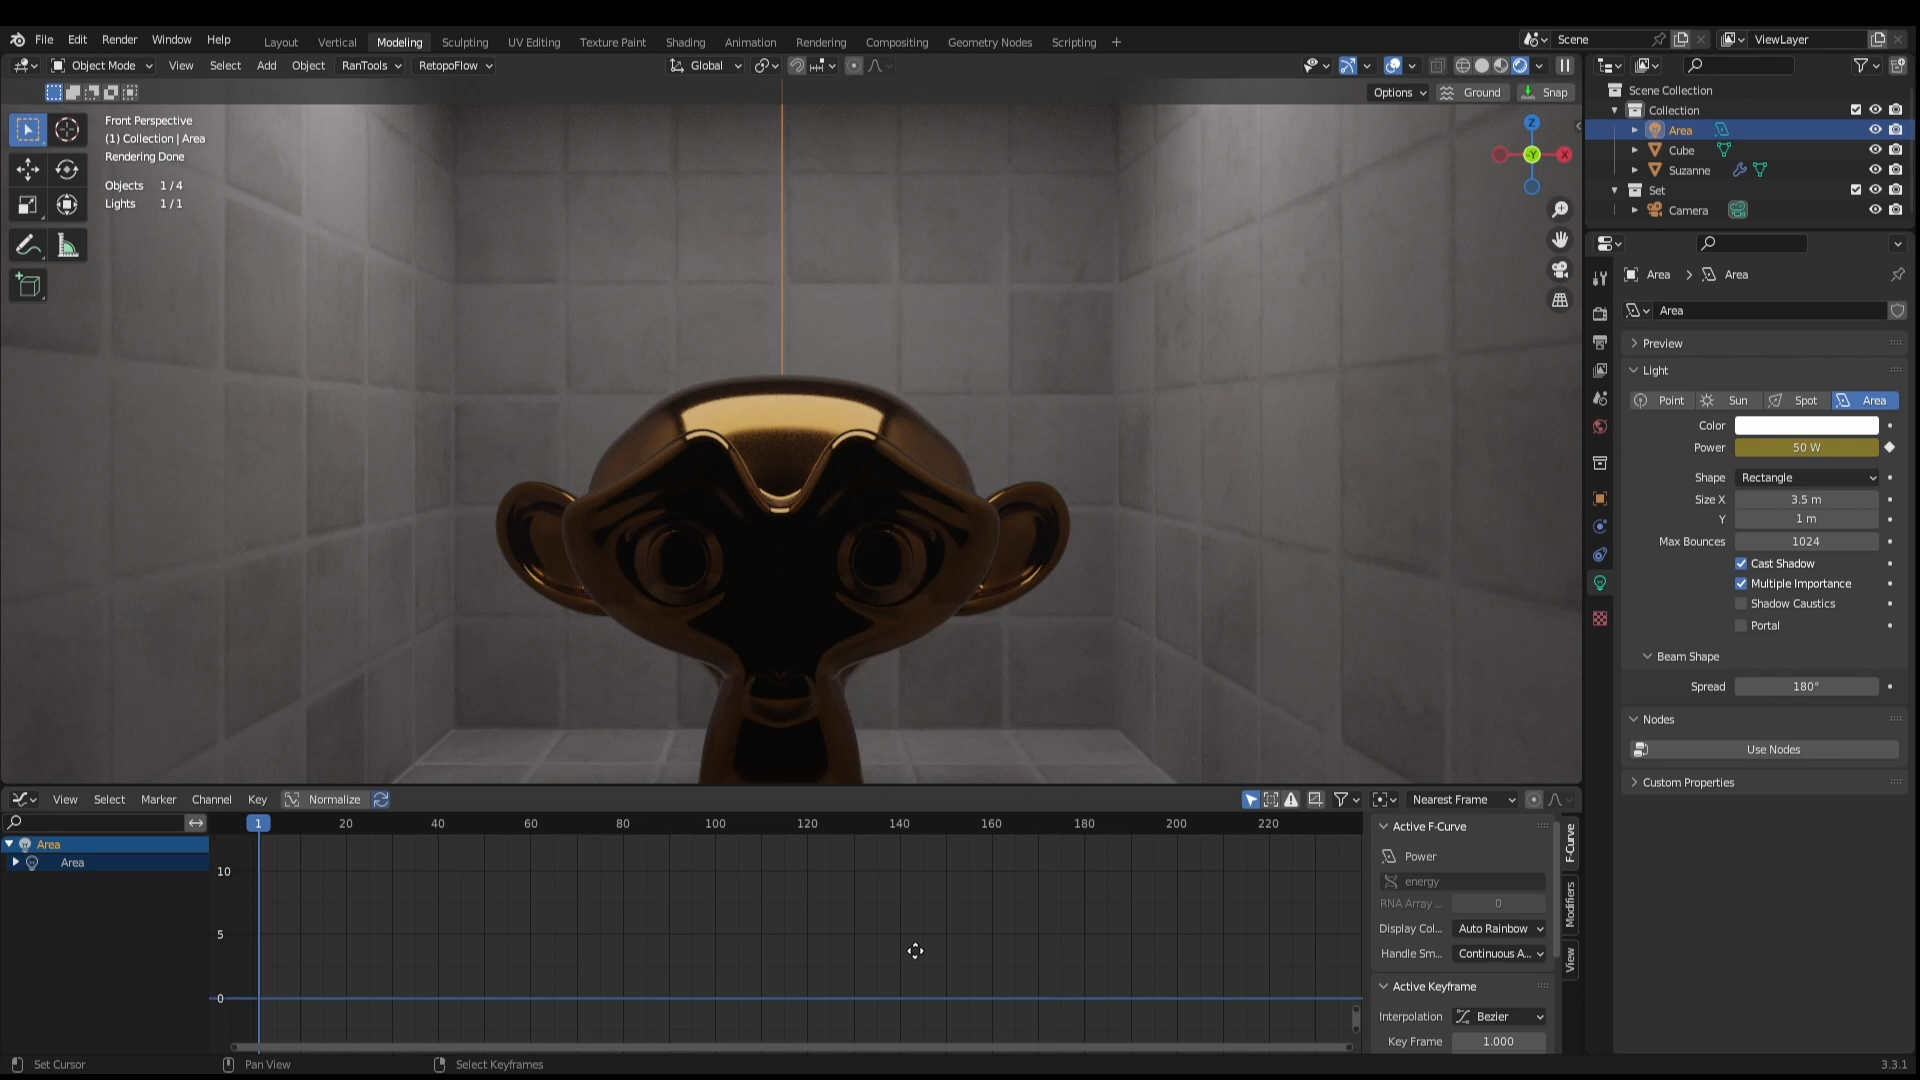 File Edit Render Window Help Layout Vertical Modeling Sculpting UV Editing Texture Paint Shading Animation Rendering Compositing Geometry Nodes Scripting + Scene ViewLayer
Object Mode View Select Add Object RanTools RetopoFlow Global
Options Ground Snap
Front Perspective
(1) Collection | Area
Rendering Done
Objects 1 / 4
Lights 1 / 1
Z
Y
X
Scene Collection
Collection
Area
Cube
Suzanne
Set
Camera
Area > Area
Area
Preview
Light
Point Sun Spot Area
Color
Power 50 W
Shape Rectangle
Size X 3.5 m
Y 1 m
Max Bounces 1024
Cast Shadow
Multiple Importance
Shadow Caustics
Portal
Beam Shape
Spread 180°
Nodes
Use Nodes
Custom Properties
View Select Marker Channel Key Normalize Nearest Frame
1 20 40 60 80 100 120 140 160 180 200 220
Area
Area
10
5
0
Active F-Curve
Power
energy
RNA Array ... 0
Display Col... Auto Rainbow
Handle Sm... Continuous A...
Active Keyframe
Interpolation Bezier
Key Frame 1.000
F-Curve
Modifiers
View
Set Cursor Pan View Select Keyframes 3.3.1